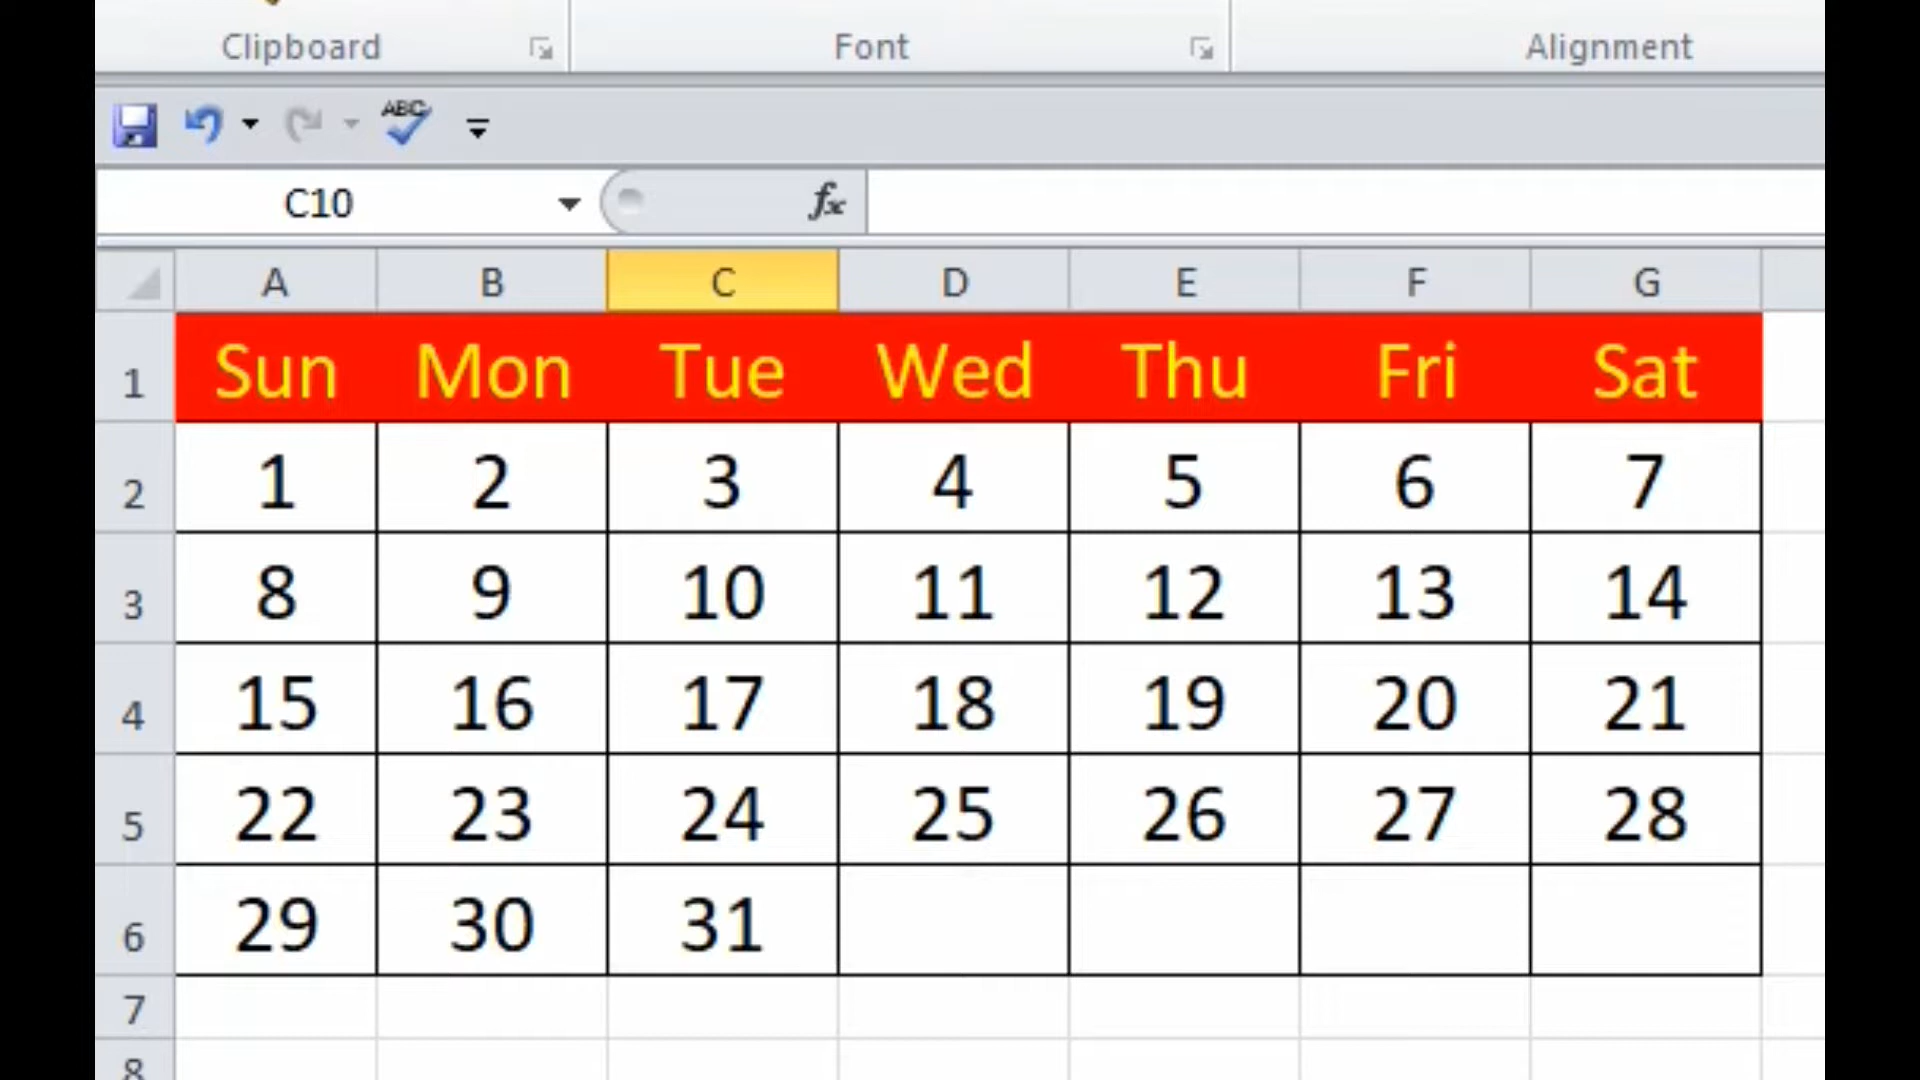 Clipboard Font Alignment
ABC
C10 fx
A B C D E F G
1 Sun Mon Tue Wed Thu Fri Sat
2 1 2 3 4 5 6 7
3 8 9 10 11 12 13 14
4 15 16 17 18 19 20 21
5 22 23 24 25 26 27 28
6 29 30 31
7
8